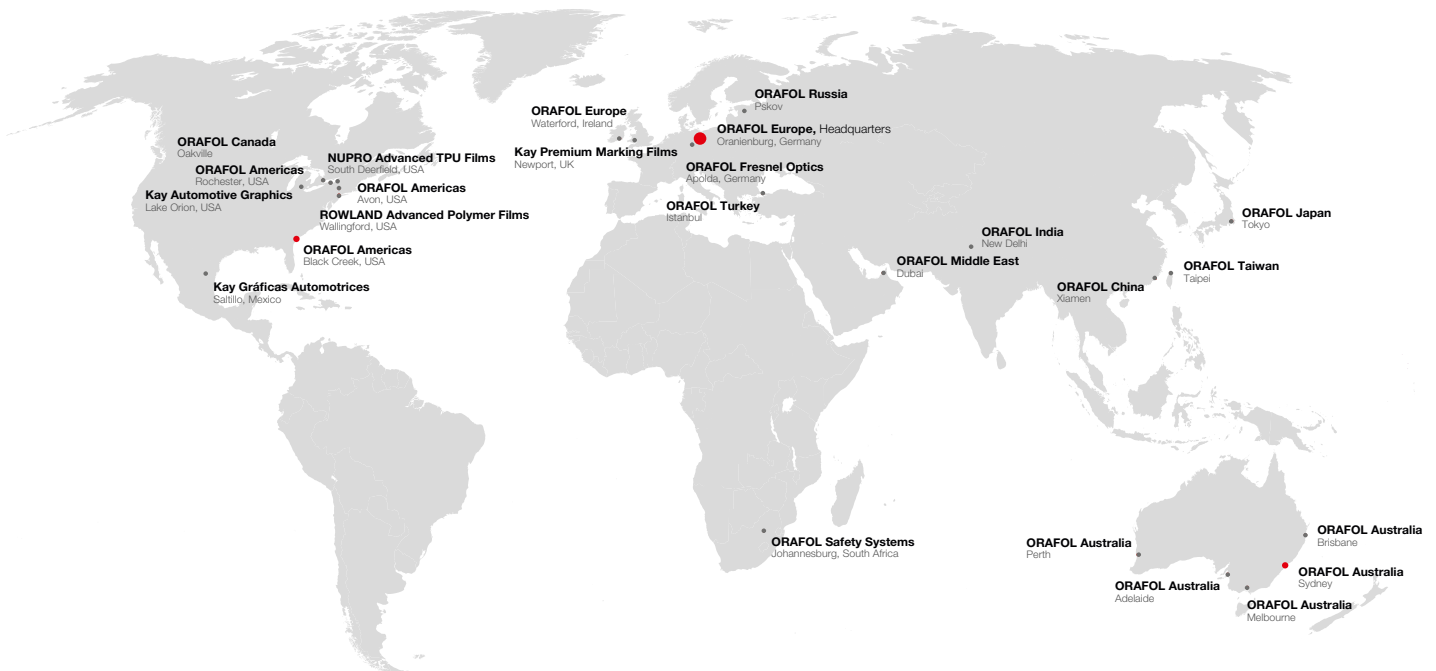 ORAFOL Russia
Pskov
ORAFOL Europe
Waterford, Ireland
ORAFOL Europe, Headquarters
Oranienburg, Germany
ORAFOL Canada
Oakville
Kay Premium Marking Films
Newport, UK
NUPRO Advanced TPU Films
South Deerfield, USA
ORAFOL Americas
Rochester, USA
ORAFOL Fresnel Optics
Apolda, Germany
ORAFOL Americas
Avon, USA
Kay Automotive Graphics
Lake Orion, USA
ORAFOL Turkey
Istanbul
ROWLAND Advanced Polymer Films
Wallingford, USA
ORAFOL Japan
Tokyo
ORAFOL India
New Delhi
ORAFOL Americas
Black Creek, USA
ORAFOL Middle East
Dubai
ORAFOL Taiwan
Taipei
Kay Gráficas Automotrices
Saltillo, Mexico
ORAFOL China
Xiamen
ORAFOL Australia
Brisbane
ORAFOL Safety Systems
Johannesburg, South Africa
ORAFOL Australia
Perth
ORAFOL Australia
Sydney
ORAFOL Australia
Adelaide
ORAFOL Australia
Melbourne